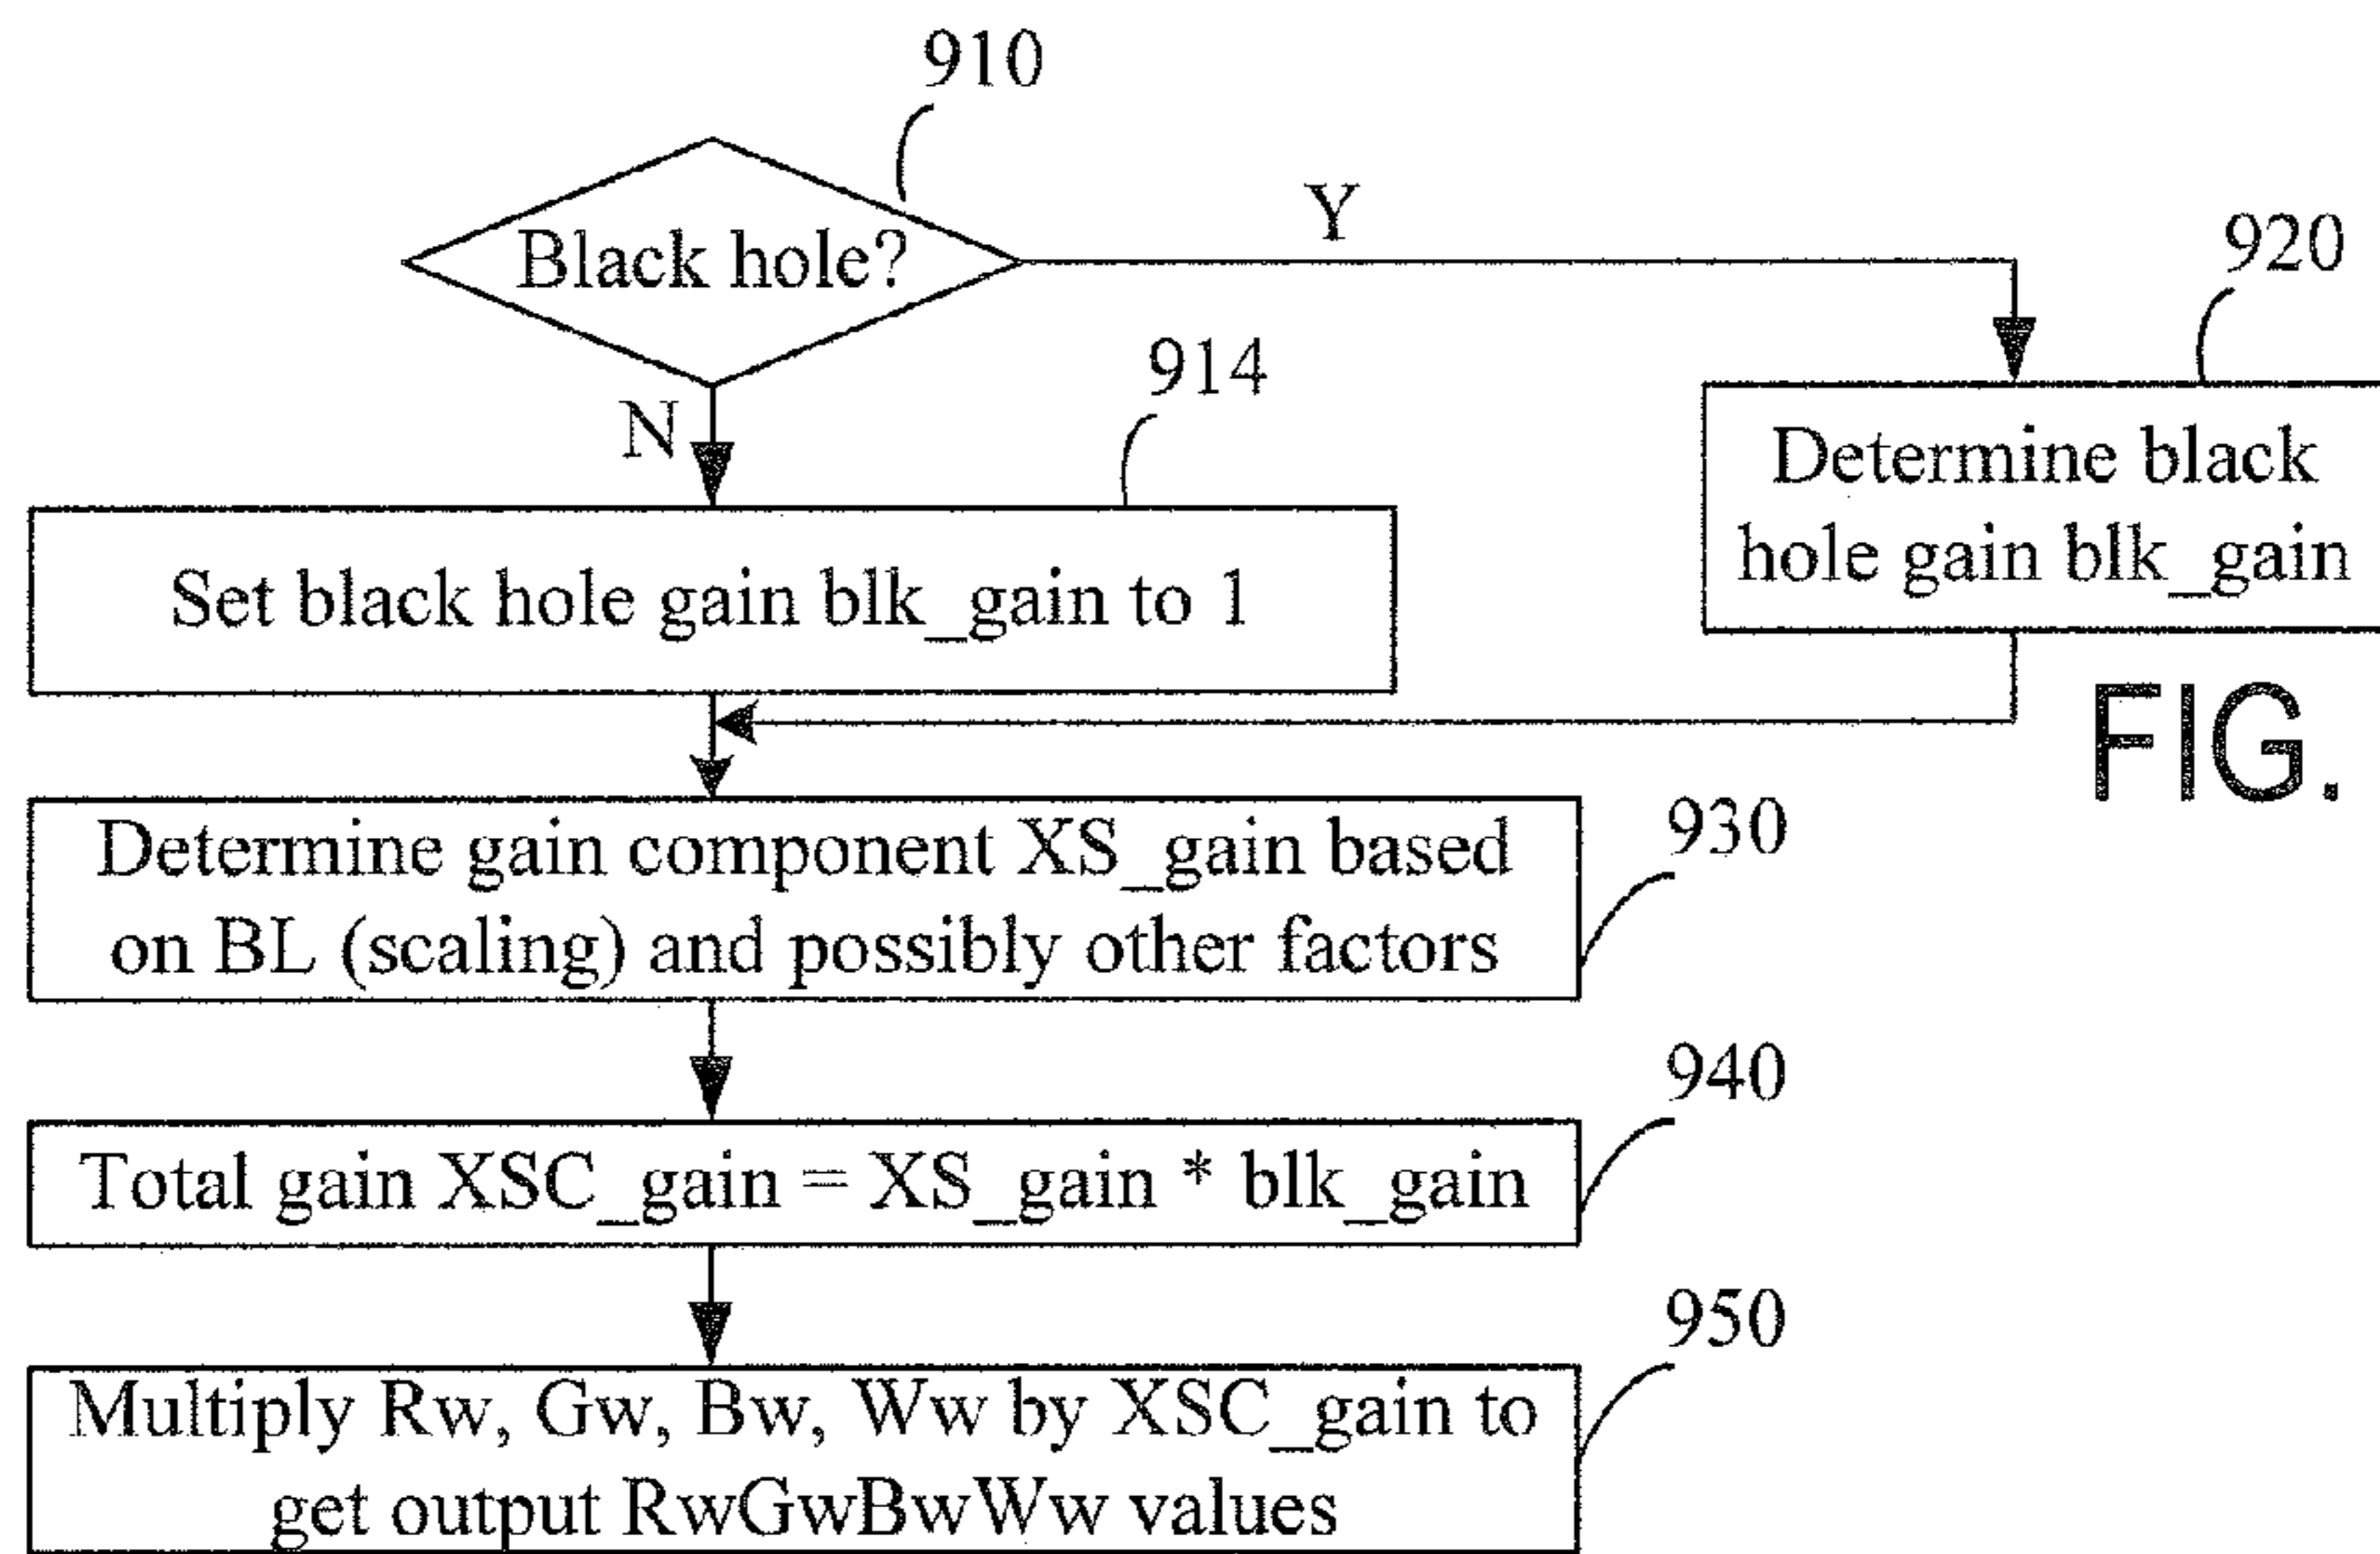 910
Black hole?
Y
920
N
914
Determine black
hole gain blk_gain
Set black hole gain blk_gain to 1
FIG.
Determine gain component XS_gain based
on BL (scaling) and possibly other factors
930
940
Total gain XSC_gain = XS_gain * blk_gain
950
Multiply Rw, Gw, Bw, Ww by XSC_gain to
get output RwGwBwWw values